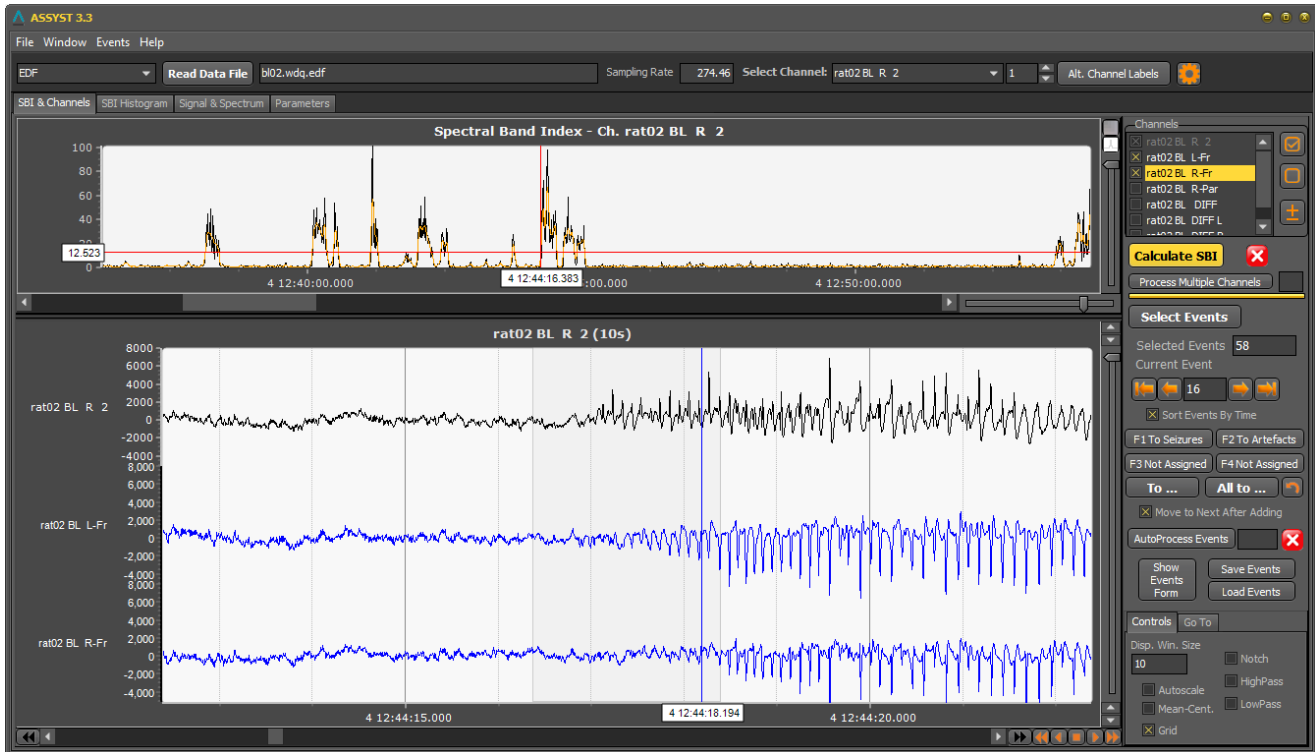 ASSYST 3.3
File Window Events Help
EDF Read Data File bl02.wdq.edf Sampling Rate 274.46 Select Channel: rat02 BL R 2 1 Alt. Channel Labels
SBI & Channels SBI Histogram Signal & Spectrum Parameters
Spectral Band Index - Ch. rat02 BL R 2
100
80
60
40
20
12.523
0
4 12:40:00.000 4 12:44:16.383 :00.000 4 12:50:00.000
rat02 BL R 2 (10s)
8000
6000
4000
rat02 BL R 2 2000
0
-2000
-4000
8,000
6,000
4,000
rat02 BL L-Fr 2,000
0
-2,000
-4,000
8,000
6,000
4,000
rat02 BL R-Fr 2,000
0
-2,000
-4,000
4 12:44:15.000 4 12:44:18.194 4 12:44:20.000
Channels
rat02 BL R 2
rat02 BL L-Fr
rat02 BL R-Fr
rat02 BL R-Par
rat02 BL DIFF
rat02 BL DIFF L
rat02 BL DIFF R
Calculate SBI
Process Multiple Channels
Select Events
Selected Events 58
Current Event
16
Sort Events By Time
F1 To Seizures F2 To Artefacts
F3 Not Assigned F4 Not Assigned
To ... All to ...
Move to Next After Adding
AutoProcess Events
Show Events Form Save Events
Load Events
Controls Go To
Disp. Win. Size
10 Notch
Autoscale HighPass
Mean-Cent. LowPass
Grid